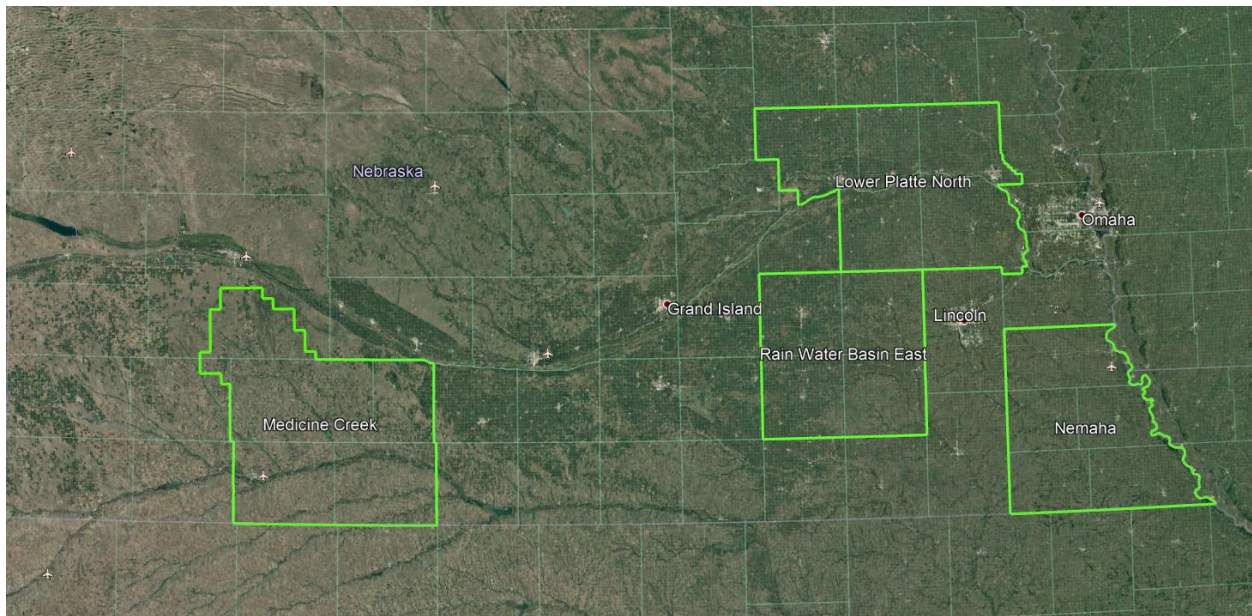 Nebraska
Lower Platte North
Omaha
Grand Island
Lincoln
Rain Water Basin East
Medicine Creek
Nemaha